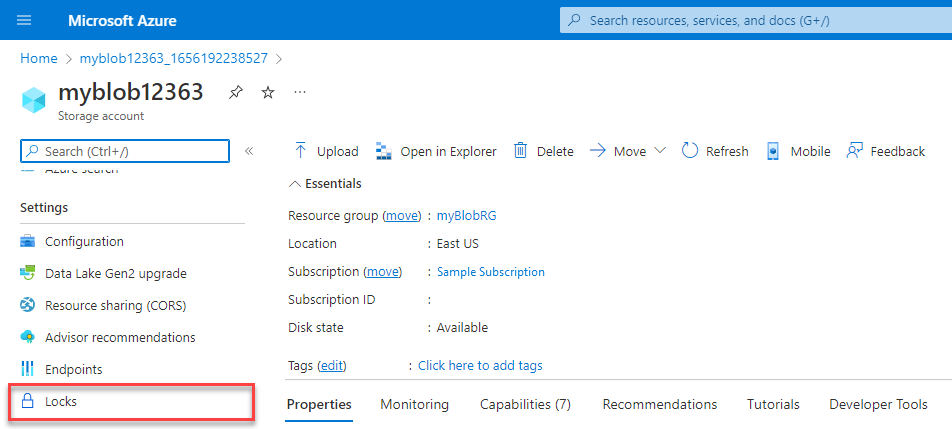 Microsoft Azure
Search resources, services, and docs (G+/)
Home > myblob12363_1656192238527 >
myblob12363
Storage account
Search (Ctrl+/)
«
Upload
Open in Explorer
Delete
Move
Refresh
Mobile
Feedback
Azure search
Settings
Configuration
Data Lake Gen2 upgrade
Resource sharing (CORS)
Advisor recommendations
Endpoints
Locks
Essentials
Resource group (move) : myBlobRG
Location : East US
Subscription (move) : Sample Subscription
Subscription ID :
Disk state : Available
Tags (edit) : Click here to add tags
Properties
Monitoring
Capabilities (7)
Recommendations
Tutorials
Developer Tools